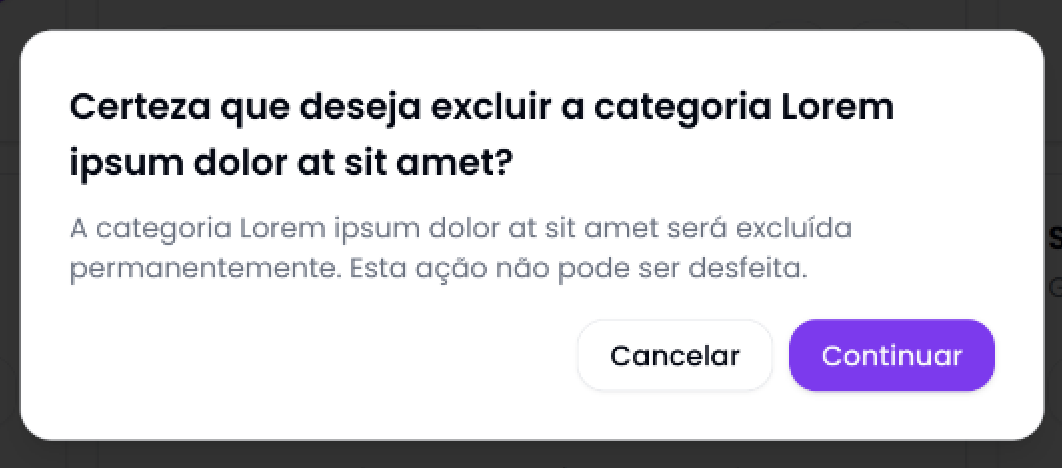 Certeza que deseja excluir a categoria Lorem
ipsum dolor at sit amet?
A categoria Lorem ipsum dolor at sit amet será excluída
permanentemente. Esta ação não pode ser desfeita.
Cancelar
Continuar